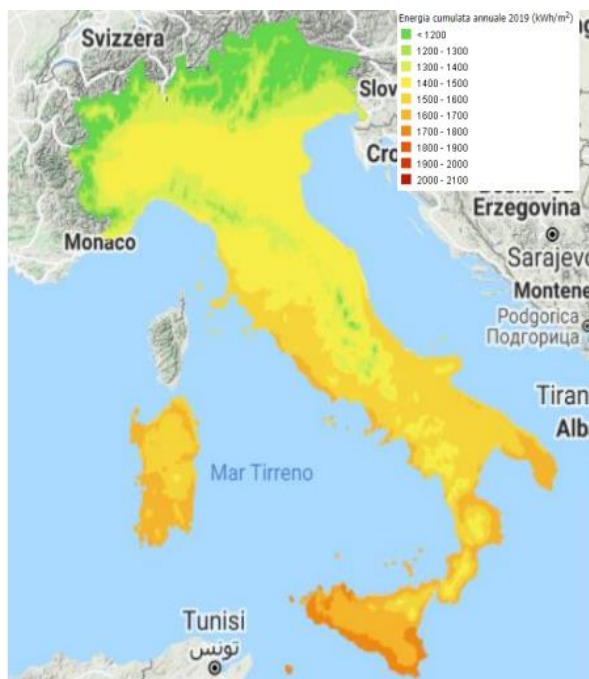 Energia cumulata annuale 2019 (kWh/m²)
< 1200
1200 - 1300
1300 - 1400
1400 - 1500
1500 - 1600
1600 - 1700
1700 - 1800
1800 - 1900
1900 - 2000
2000 - 2100
Svizzera
Slov
Cro
Erzegovina
Sarajevo
Monaco
Montene
Podgorica
Подгорица
Tiran
Alb
Mar Tirreno
Tunisi
تونس